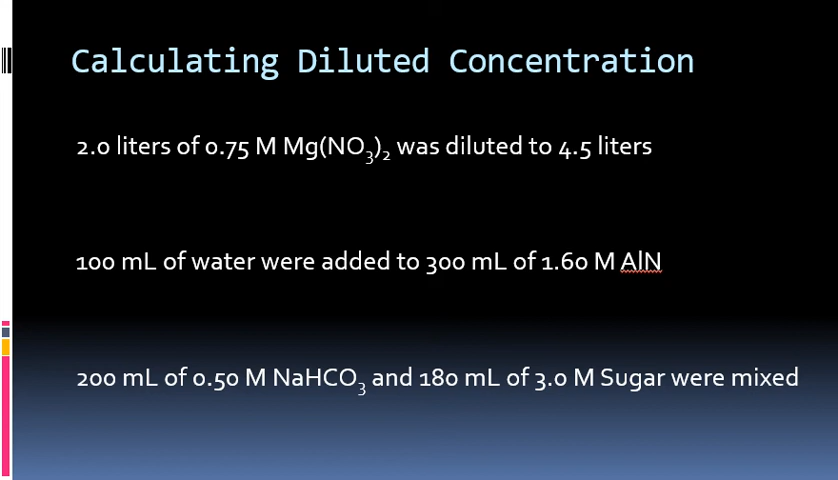 Calculating Diluted Concentration
2.0 liters of 0.75 M Mg(NO₃)₂ was diluted to 4.5 liters
100 mL of water were added to 300 mL of 1.60 M AlN
200 mL of 0.50 M NaHCO₃ and 180 mL of 3.0 M Sugar were mixed